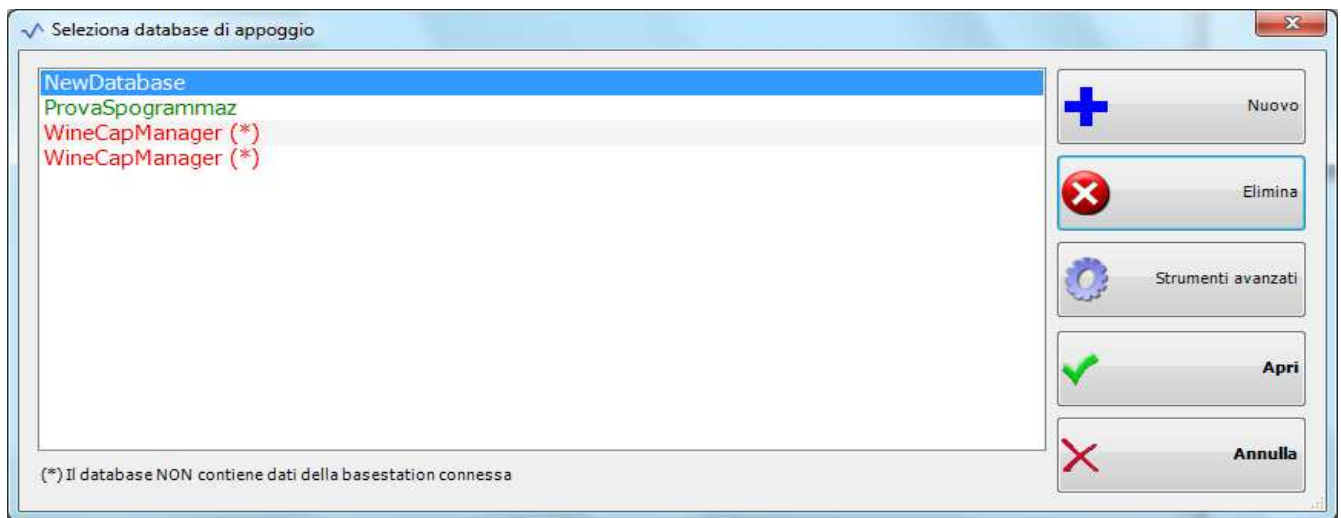 Seleziona database di appoggio
NewDatabase
ProvaSpogrammaz
WineCapManager (*)
WineCapManager (*)
(*) Il database NON contiene dati della basestation connessa
Nuovo
Elimina
Strumenti avanzati
Apri
Annulla